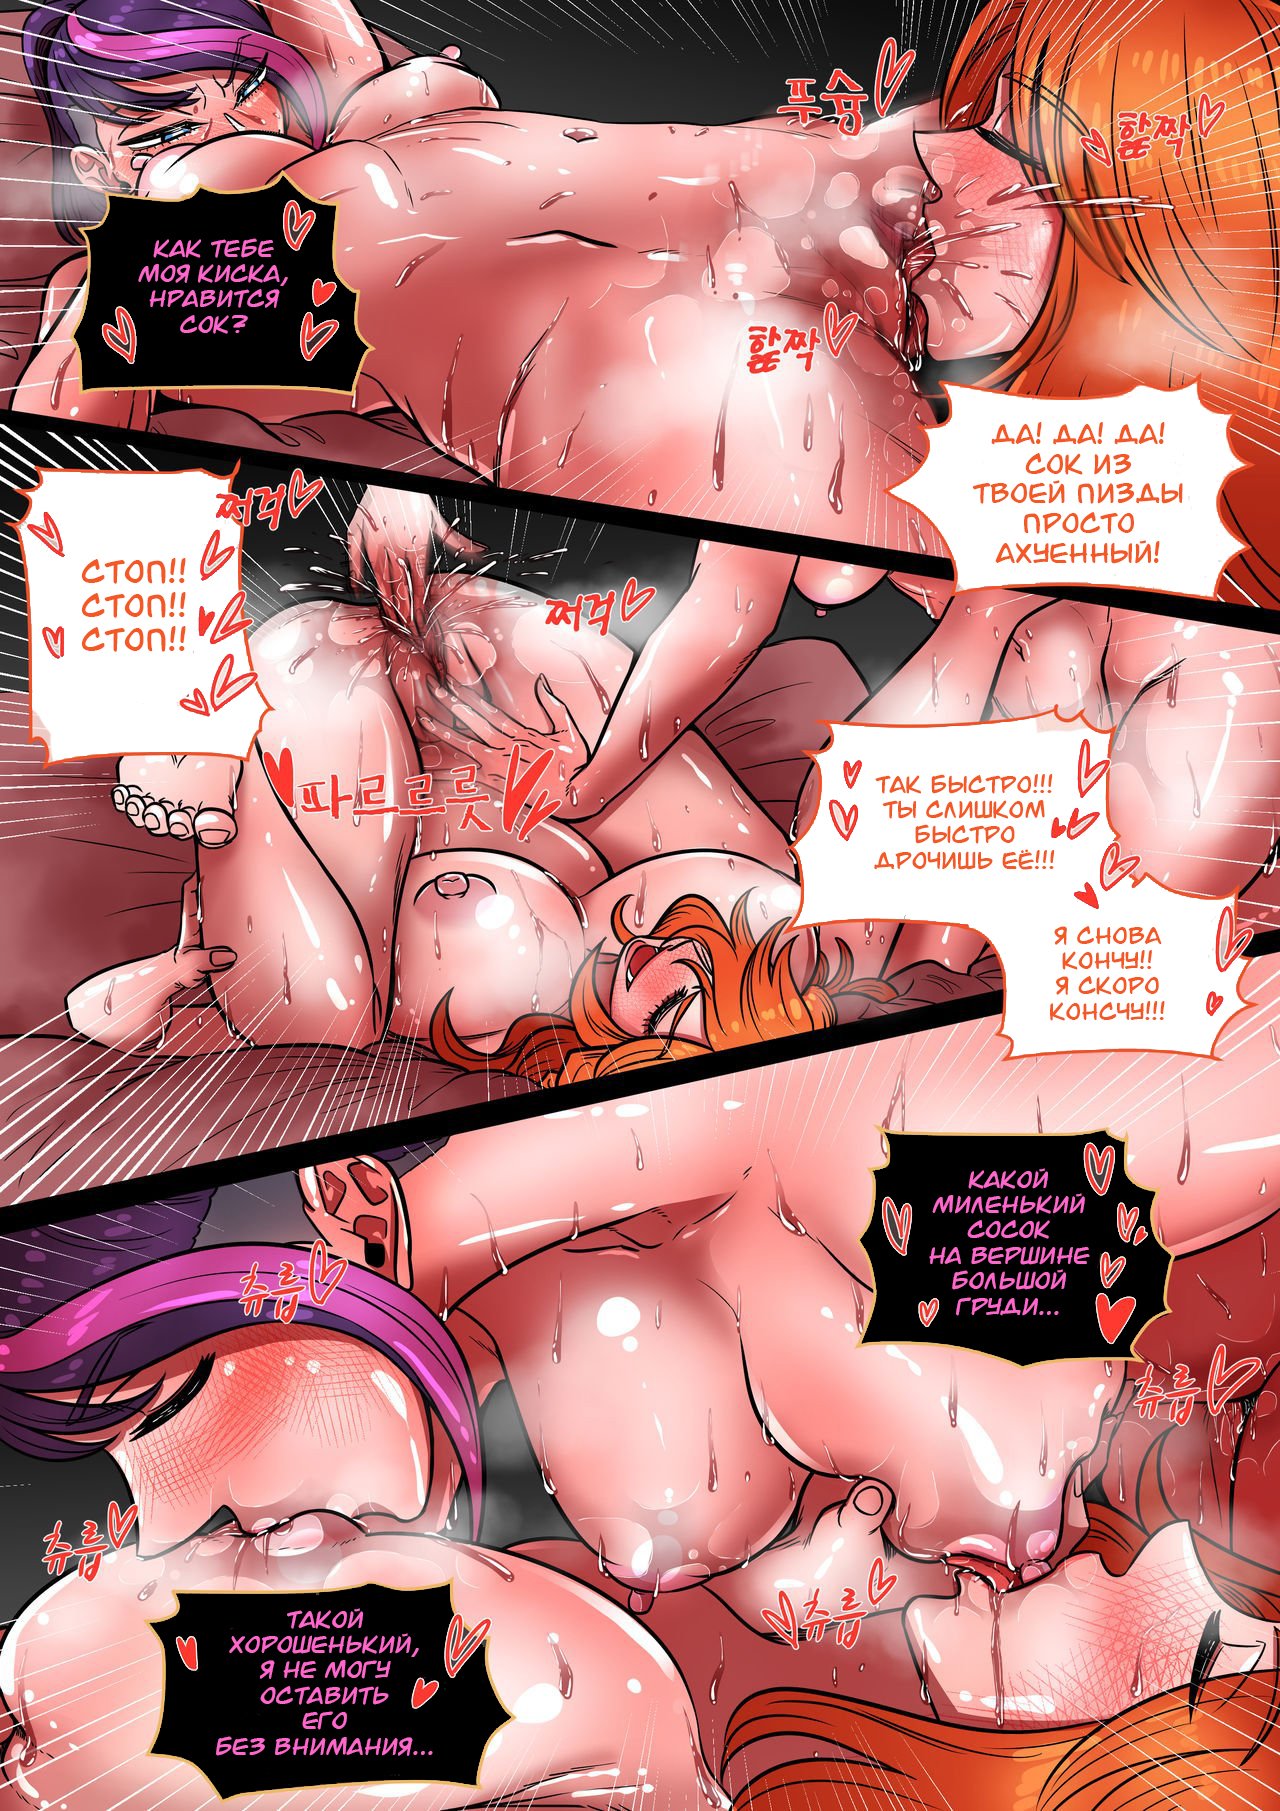 푸슙
핥짝
КАК ТЕБЕ
МОЯ КИСКА,
НРАВИТСЯ
СОК?
핥짝
ДА! ДА! ДА!
СОК ИЗ
ТВОЕЙ ПИЗДЫ
ПРОСТО
АХУЕННЫЙ!
쩌걱
СТОП!!
СТОП!!
СТОП!!
쩌걱
파르르릇
ТАК БЫСТРО!!!
ТЫ СЛИШКОМ
БЫСТРО
ДРОЧИШЬ ЕЁ!!!
Я СНОВА
КОНЧУ!!
Я СКОРО
КОНСЧУ!!!
КАКОЙ
МИЛЕНЬКИЙ
СОСОК
НА ВЕРШИНЕ
БОЛЬШОЙ
ГРУДИ...
츄릅
츄릅
츄릅
츄릅
ТАКОЙ
ХОРОШЕНЬКИЙ,
Я НЕ МОГУ
ОСТАВИТЬ
ЕГО
БЕЗ ВНИМАНИЯ...